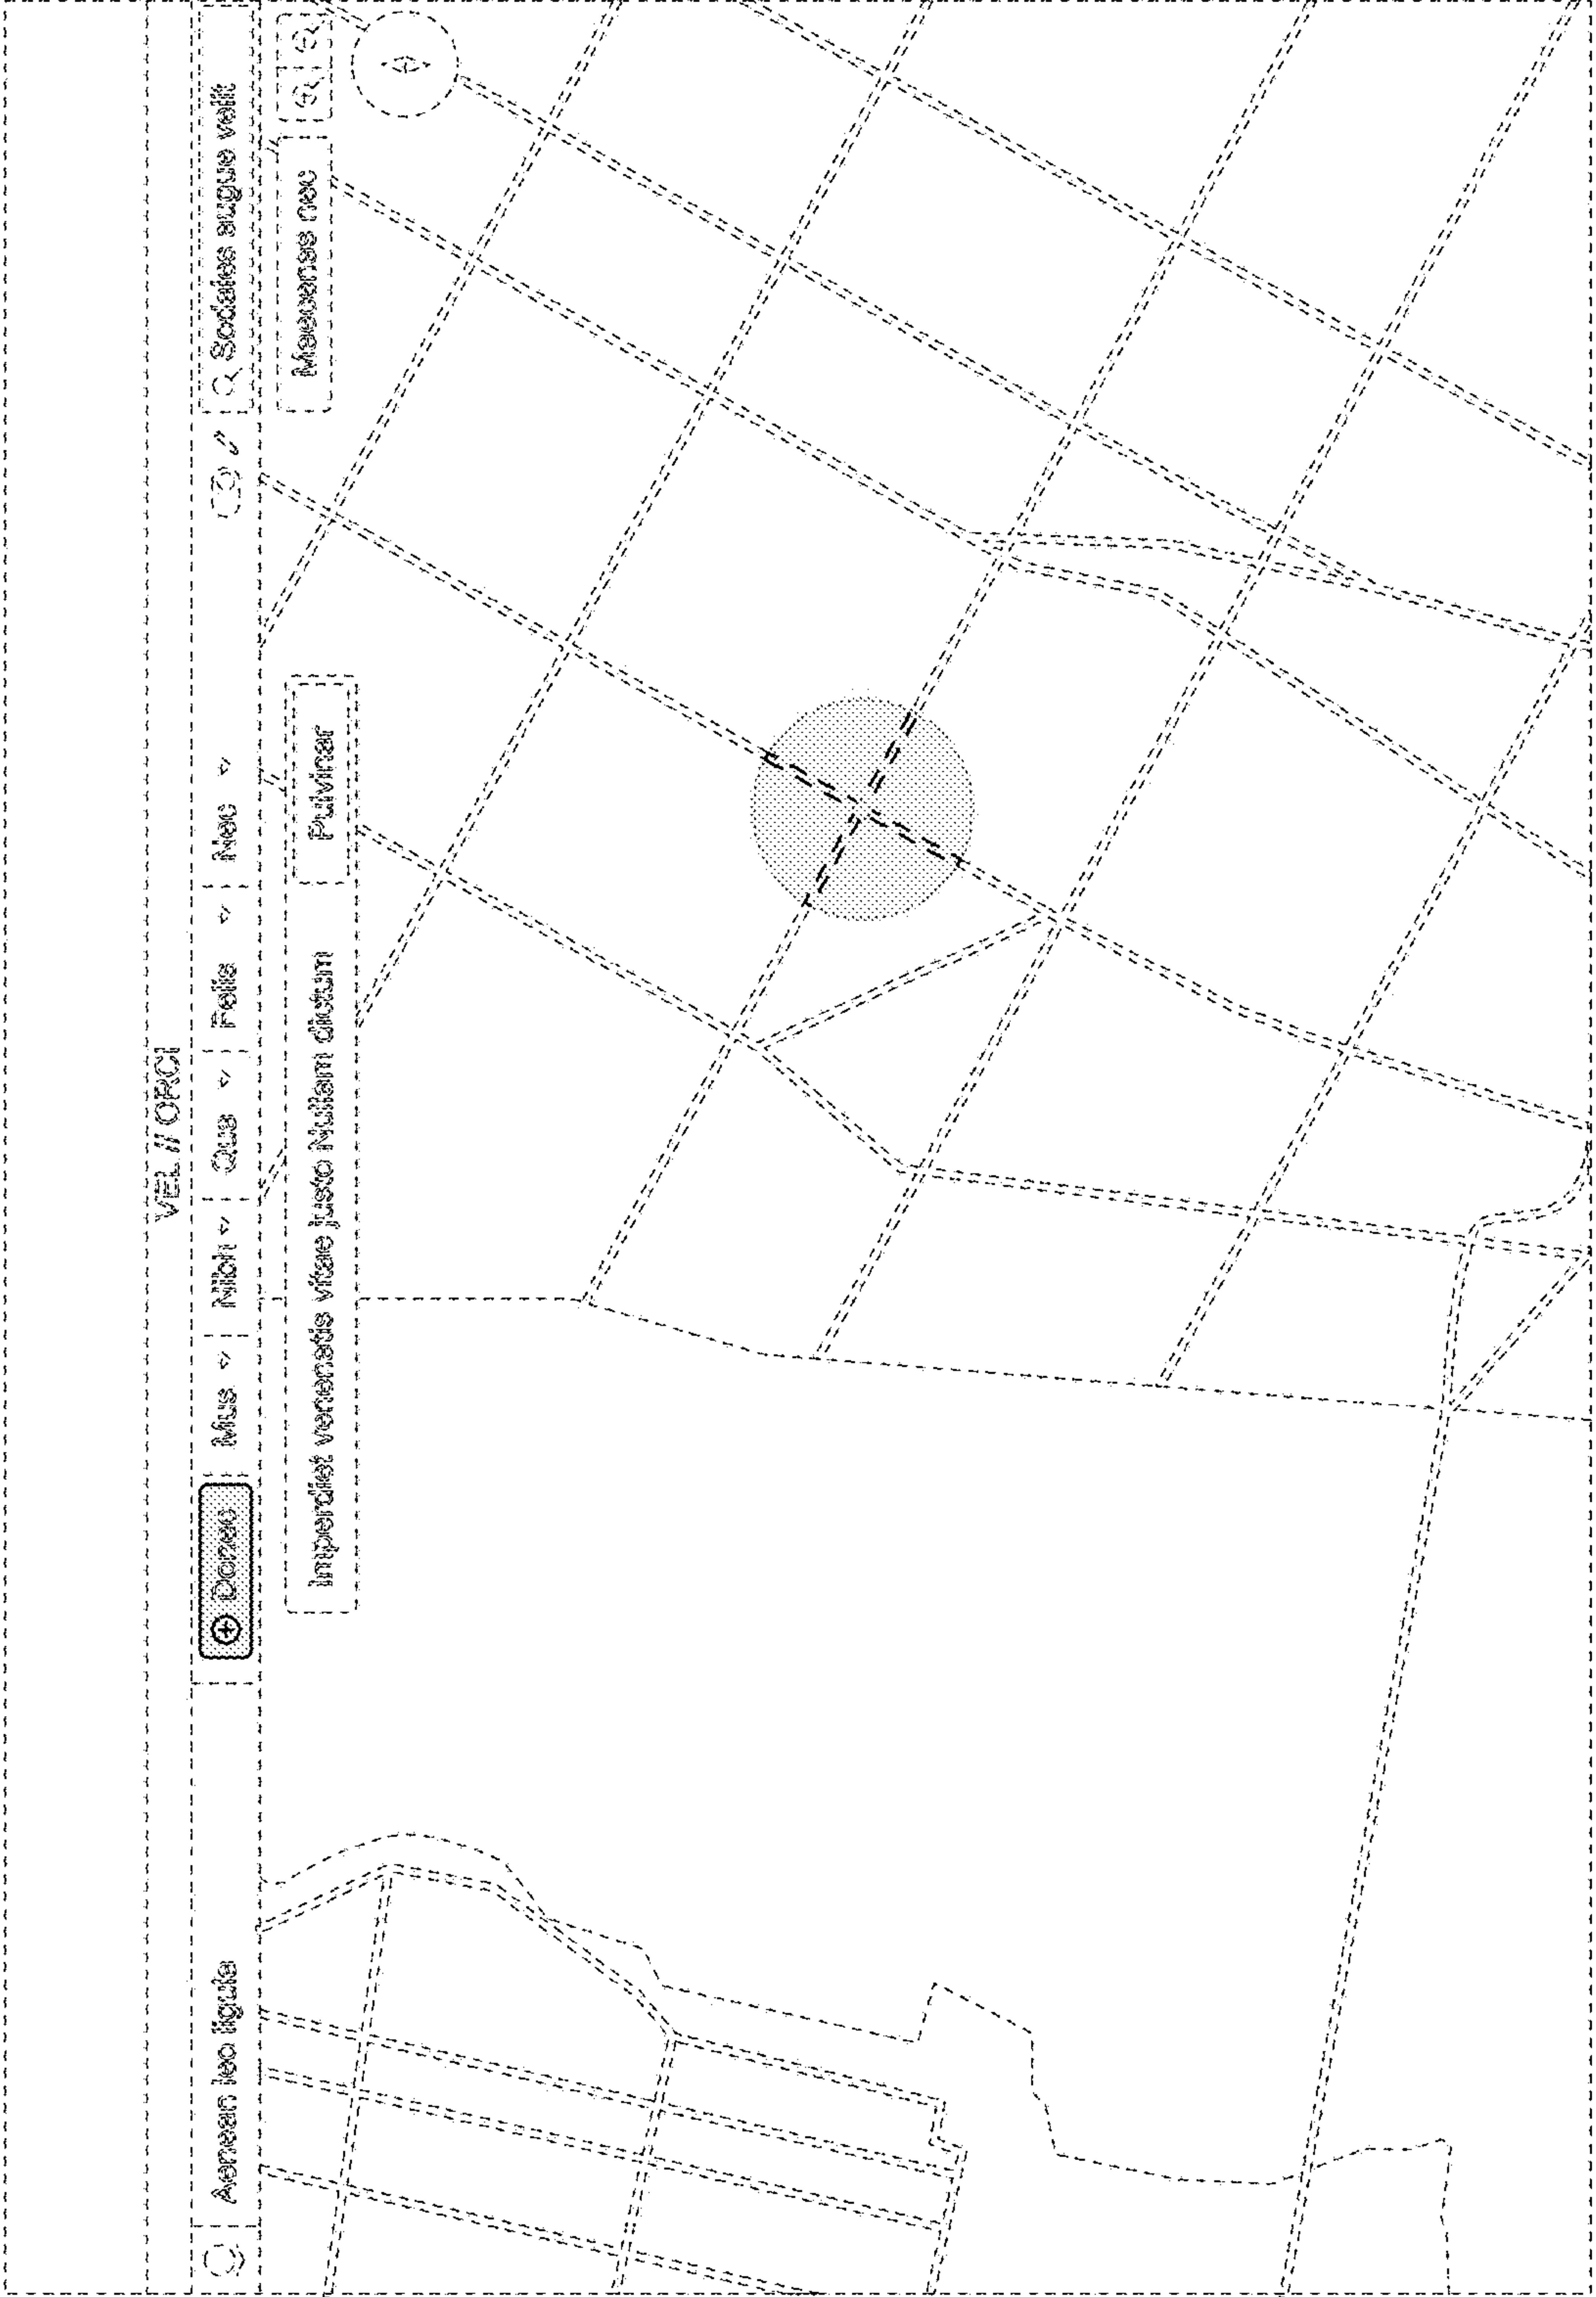 VEL // ORCI
Aenean leo ligula
Donec
Mus
Nibh
Qua
Felis
Nec
Sodales augue velit
Imperdiet venenatis vitae justo Nullam dictum
Pulvinar
Maecenas nec